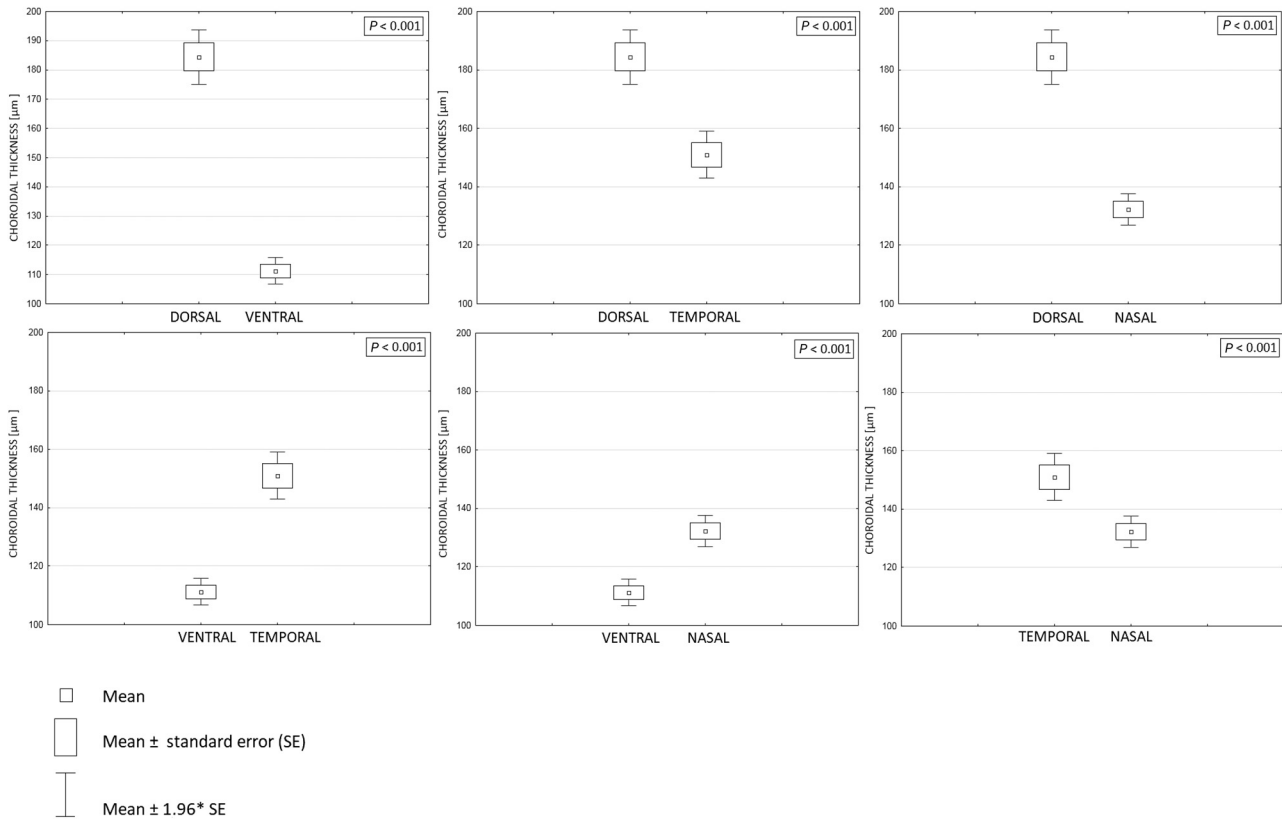 P < 0.001
CHOROIDAL THICKNESS [µm ]
200
190
180
170
160
150
140
130
120
110
100
DORSAL VENTRAL
P < 0.001
CHOROIDAL THICKNESS [µm ]
200
180
160
140
120
100
DORSAL TEMPORAL
P < 0.001
CHOROIDAL THICKNESS [µm ]
200
180
160
140
120
100
DORSAL NASAL
P < 0.001
CHOROIDAL THICKNESS [µm ]
200
180
160
140
120
100
VENTRAL TEMPORAL
P < 0.001
CHOROIDAL THICKNESS [µm ]
200
180
160
140
120
100
VENTRAL NASAL
P < 0.001
CHOROIDAL THICKNESS [µm ]
200
180
160
140
120
100
TEMPORAL NASAL
Mean
Mean ± standard error (SE)
Mean ± 1.96* SE